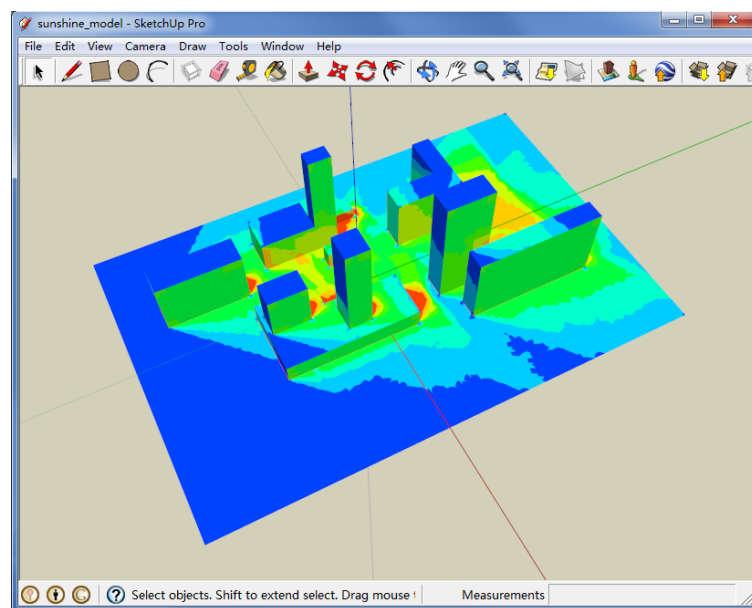 sunshine_model - SketchUp Pro
File Edit View Camera Draw Tools Window Help
Select objects. Shift to extend select. Drag mouse Measurements